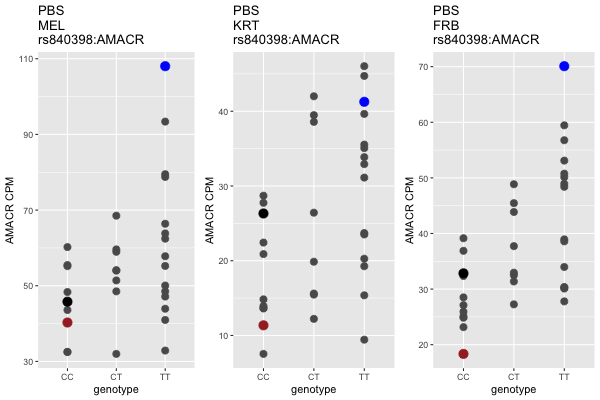 PBS
MEL
rs840398:AMACR
110
90
70
50
30
AMACR CPM
CC
CT
TT
genotype
PBS
KRT
rs840398:AMACR
40
30
20
10
AMACR CPM
CC
CT
TT
genotype
PBS
FRB
rs840398:AMACR
70
60
50
40
30
20
AMACR CPM
CC
CT
TT
genotype